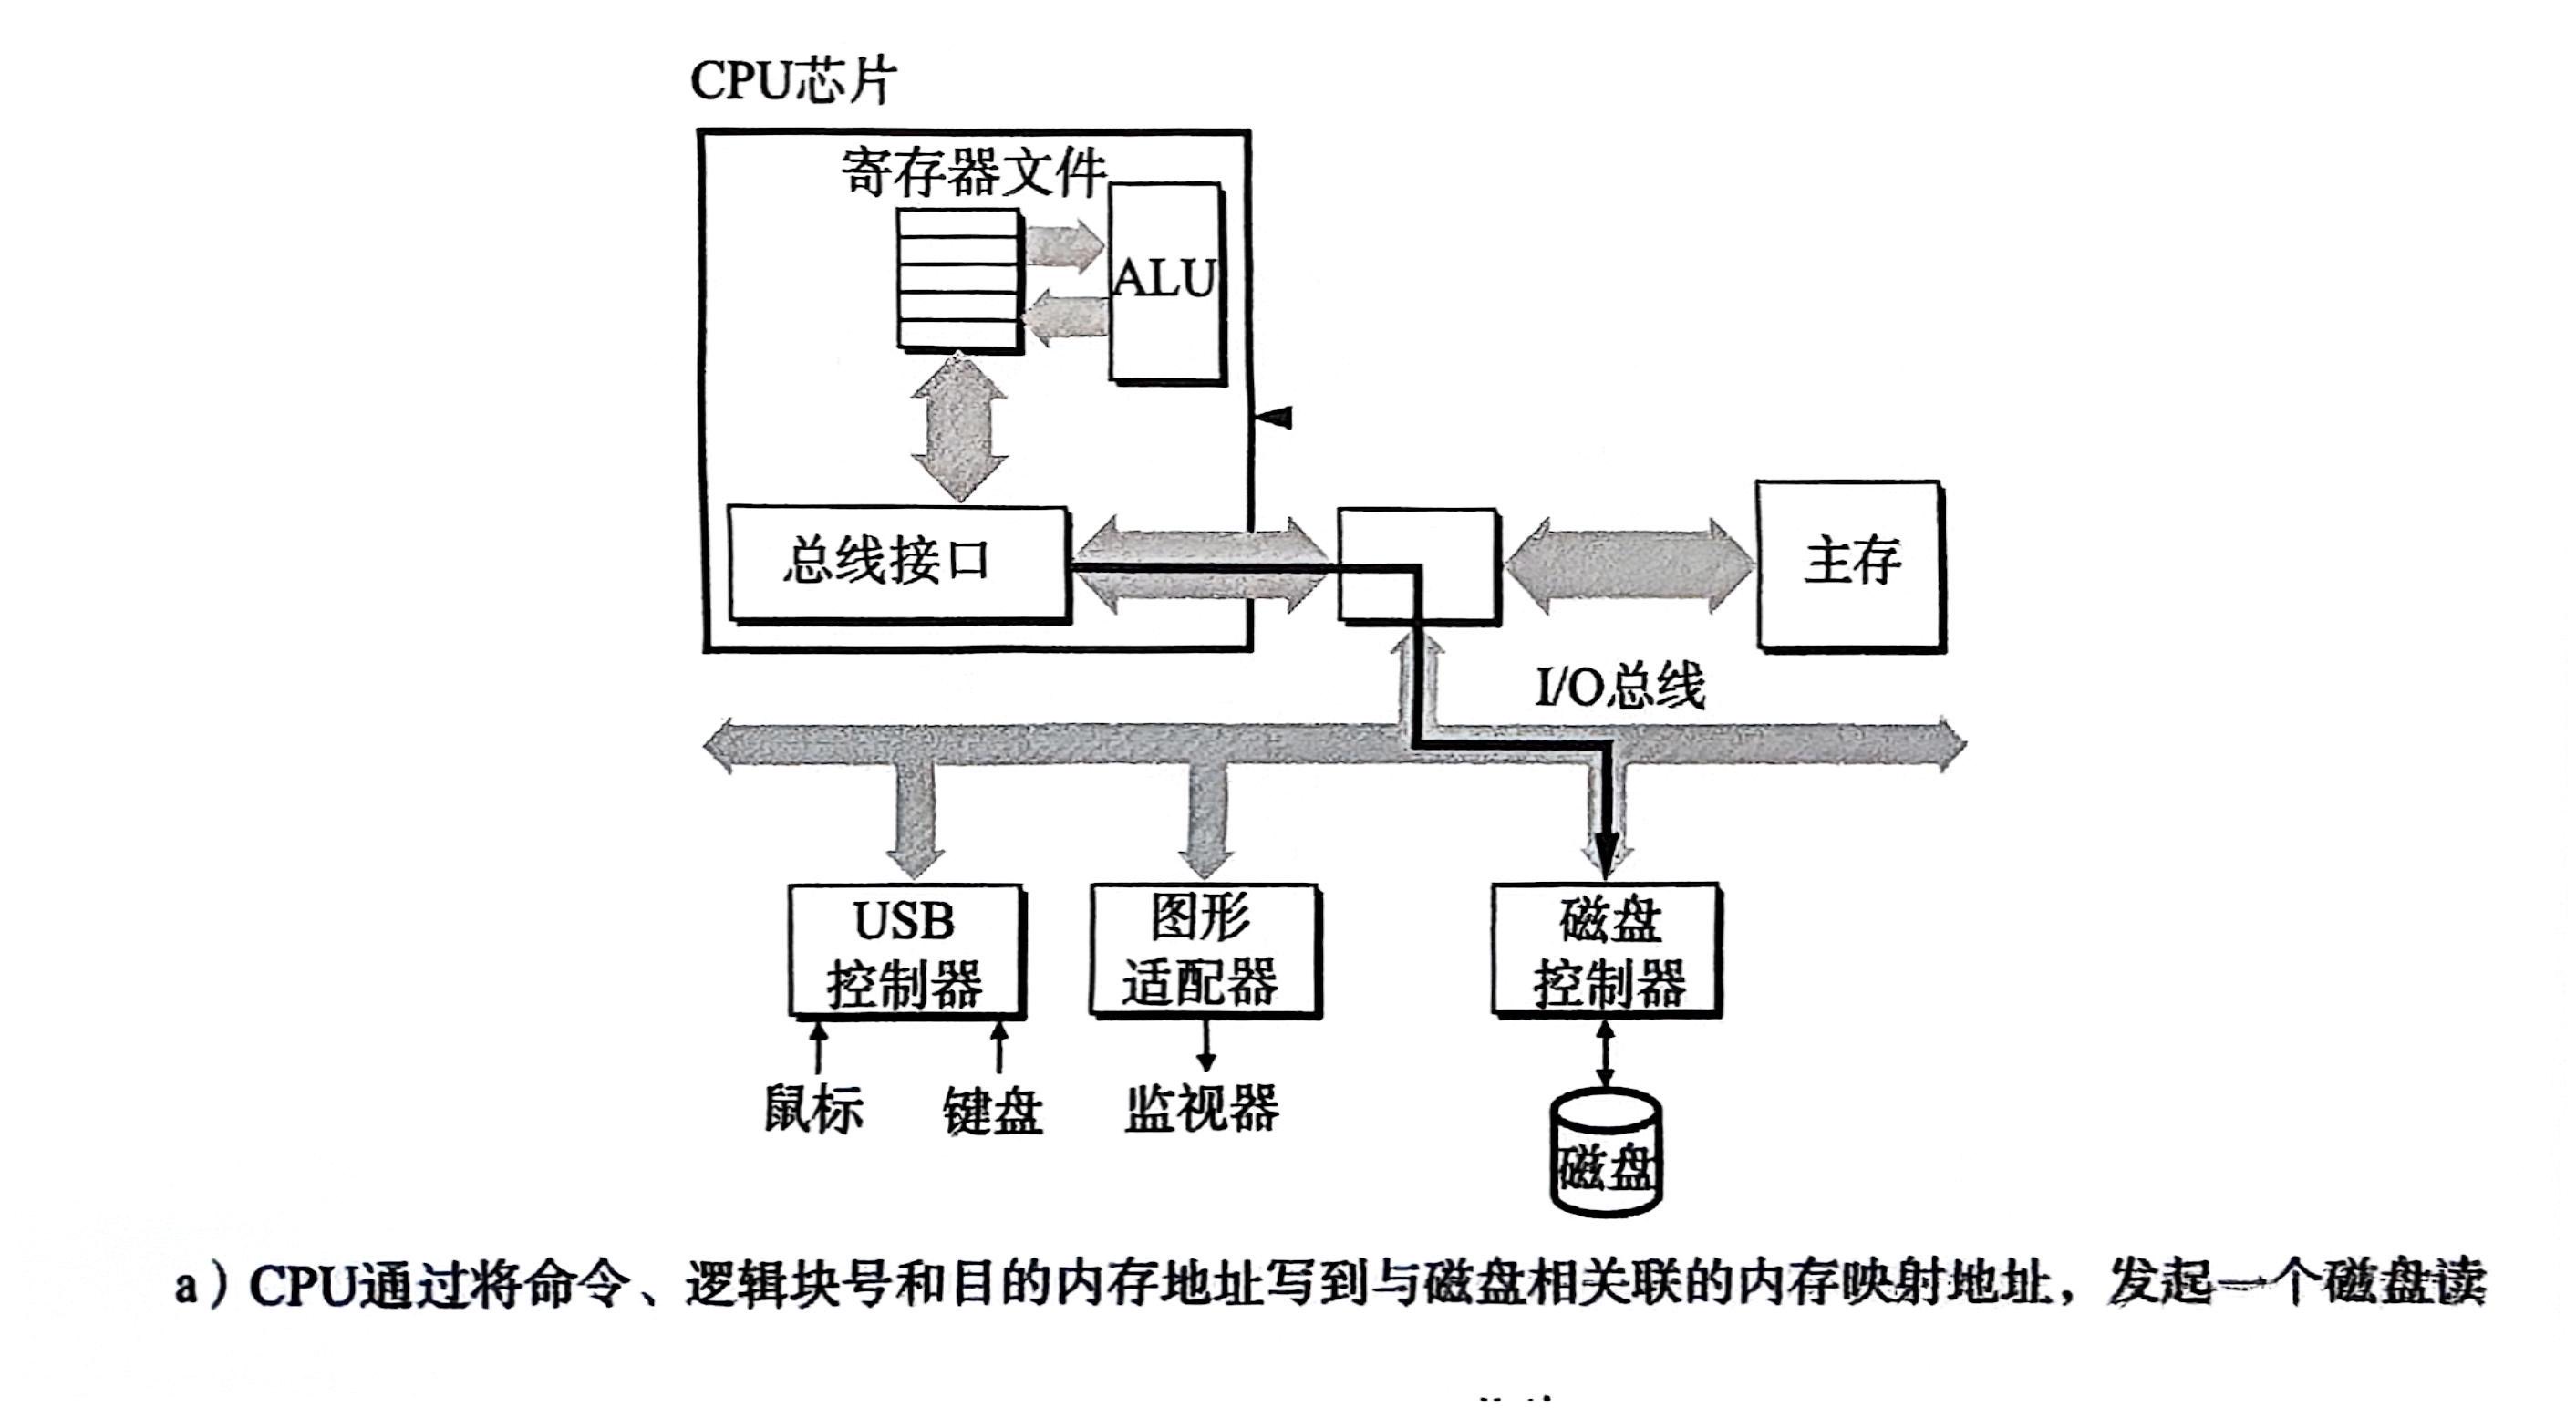 CPU芯片
寄存器文件
ALU
总线接口
主存
I/O总线
USB
控制器
图形
适配器
磁盘
控制器
鼠标
键盘
监视器
磁盘
a）CPU通过将命令、逻辑块号和目的内存地址写到与磁盘相关联的内存映射地址，发起一个磁盘读